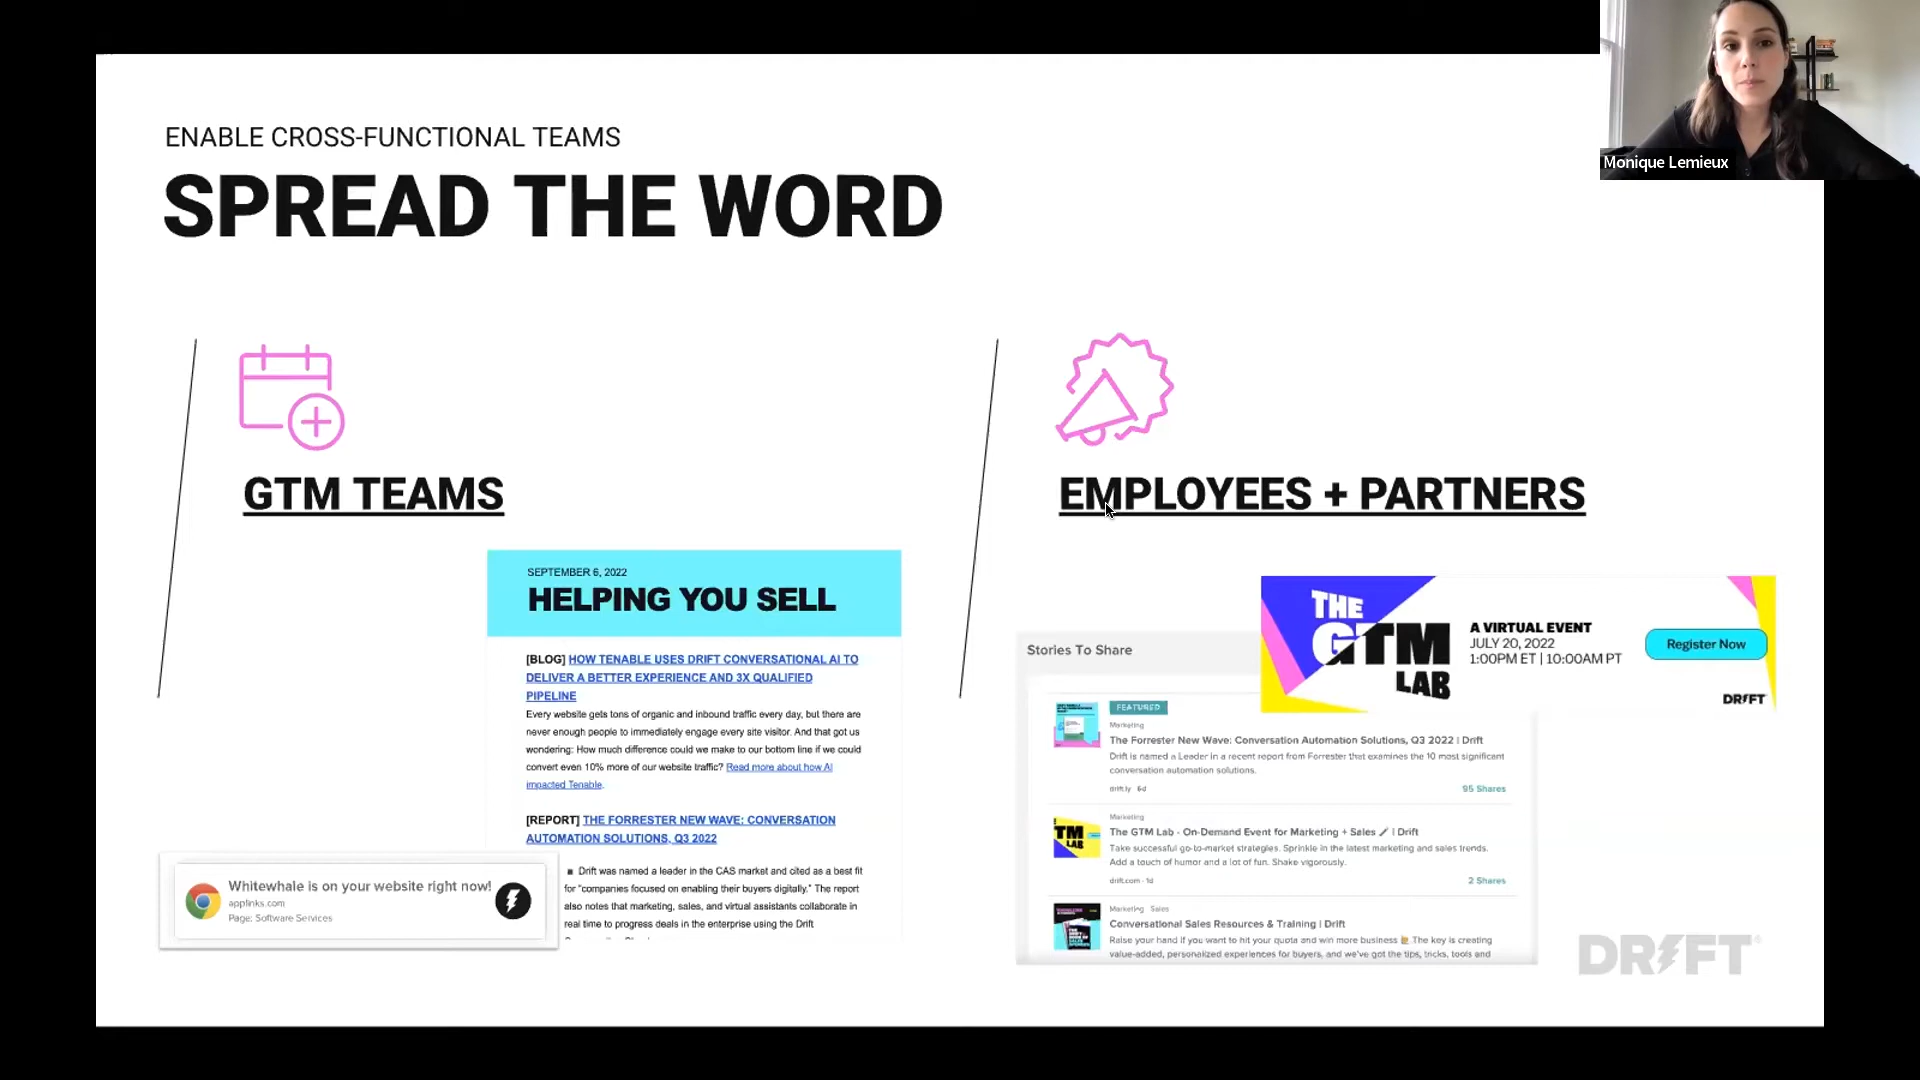 Monique Lemieux
ENABLE CROSS-FUNCTIONAL TEAMS
SPREAD THE WORD
GTM TEAMS
SEPTEMBER 6, 2022
HELPING YOU SELL
[BLOG] HOW TENABLE USES DRIFT CONVERSATIONAL AI TO
DELIVER A BETTER EXPERIENCE AND 3X QUALIFIED
PIPELINE
Every website gets tons of organic and inbound traffic every day, but there are
never enough people to immediately engage every site visitor. And that got us
wondering: How much difference could we make to our bottom line if we could
convert even 10% more of our website traffic? Read more about how AI
impacted Tenable.
[REPORT] THE FORRESTER NEW WAVE: CONVERSATION
AUTOMATION SOLUTIONS, Q3 2022
■ Drift was named a leader in the CAS market and cited as a best fit
for “companies focused on enabling their buyers digitally.” The report
also notes that marketing, sales, and virtual assistants collaborate in
real time to progress deals in the enterprise using the Drift
Whitewhale is on your website right now!
applinks.com
Page: Software Services
EMPLOYEES + PARTNERS
THE
GTM
LAB
A VIRTUAL EVENT
JULY 20, 2022
1:00PM ET | 10:00AM PT
Register Now
DRIFT
Stories To Share
FEATURED
Marketing
The Forrester New Wave: Conversation Automation Solutions, Q3 2022 | Drift
Drift is named a Leader in a recent report from Forrester that examines the 10 most significant
conversation automation solutions.
drift.ly · 6d
95 Shares
TM
LAB
Marketing
The GTM Lab - On-Demand Event for Marketing + Sales 🎤 | Drift
Take successful go-to-market strategies. Sprinkle in the latest marketing and sales trends.
Add a touch of humor and a lot of fun. Shake vigorously.
drift.com · 1d
2 Shares
Marketing Sales
Conversational Sales Resources & Training | Drift
Raise your hand if you want to hit your quota and win more business 🙋 The key is creating
value-added, personalized experiences for buyers, and we've got the tips, tricks, tools and
DRIFT®